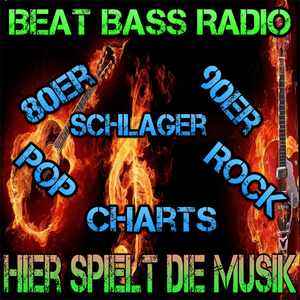 BEAT BASS RADIO
80ER
90ER
SCHLAGER
POP
ROCK
CHARTS
HIER SPIELT DIE MUSIK